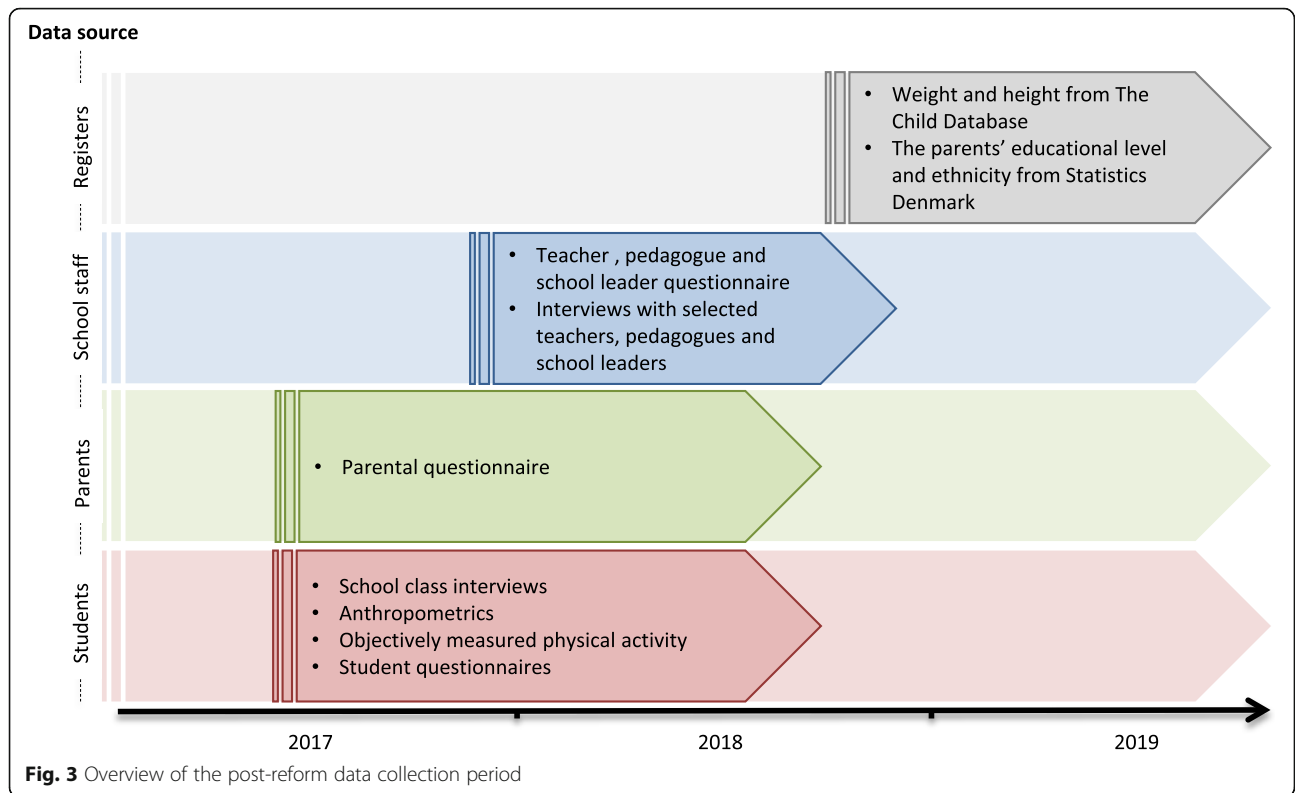 Data source
Registers
• Weight and height from The
Child Database
• The parents’ educational level
and ethnicity from Statistics
Denmark
School staff
• Teacher , pedagogue and
school leader questionnaire
• Interviews with selected
teachers, pedagogues and
school leaders
Parents
• Parental questionnaire
Students
• School class interviews
• Anthropometrics
• Objectively measured physical activity
• Student questionnaires
2017 2018 2019
Fig. 3 Overview of the post-reform data collection period